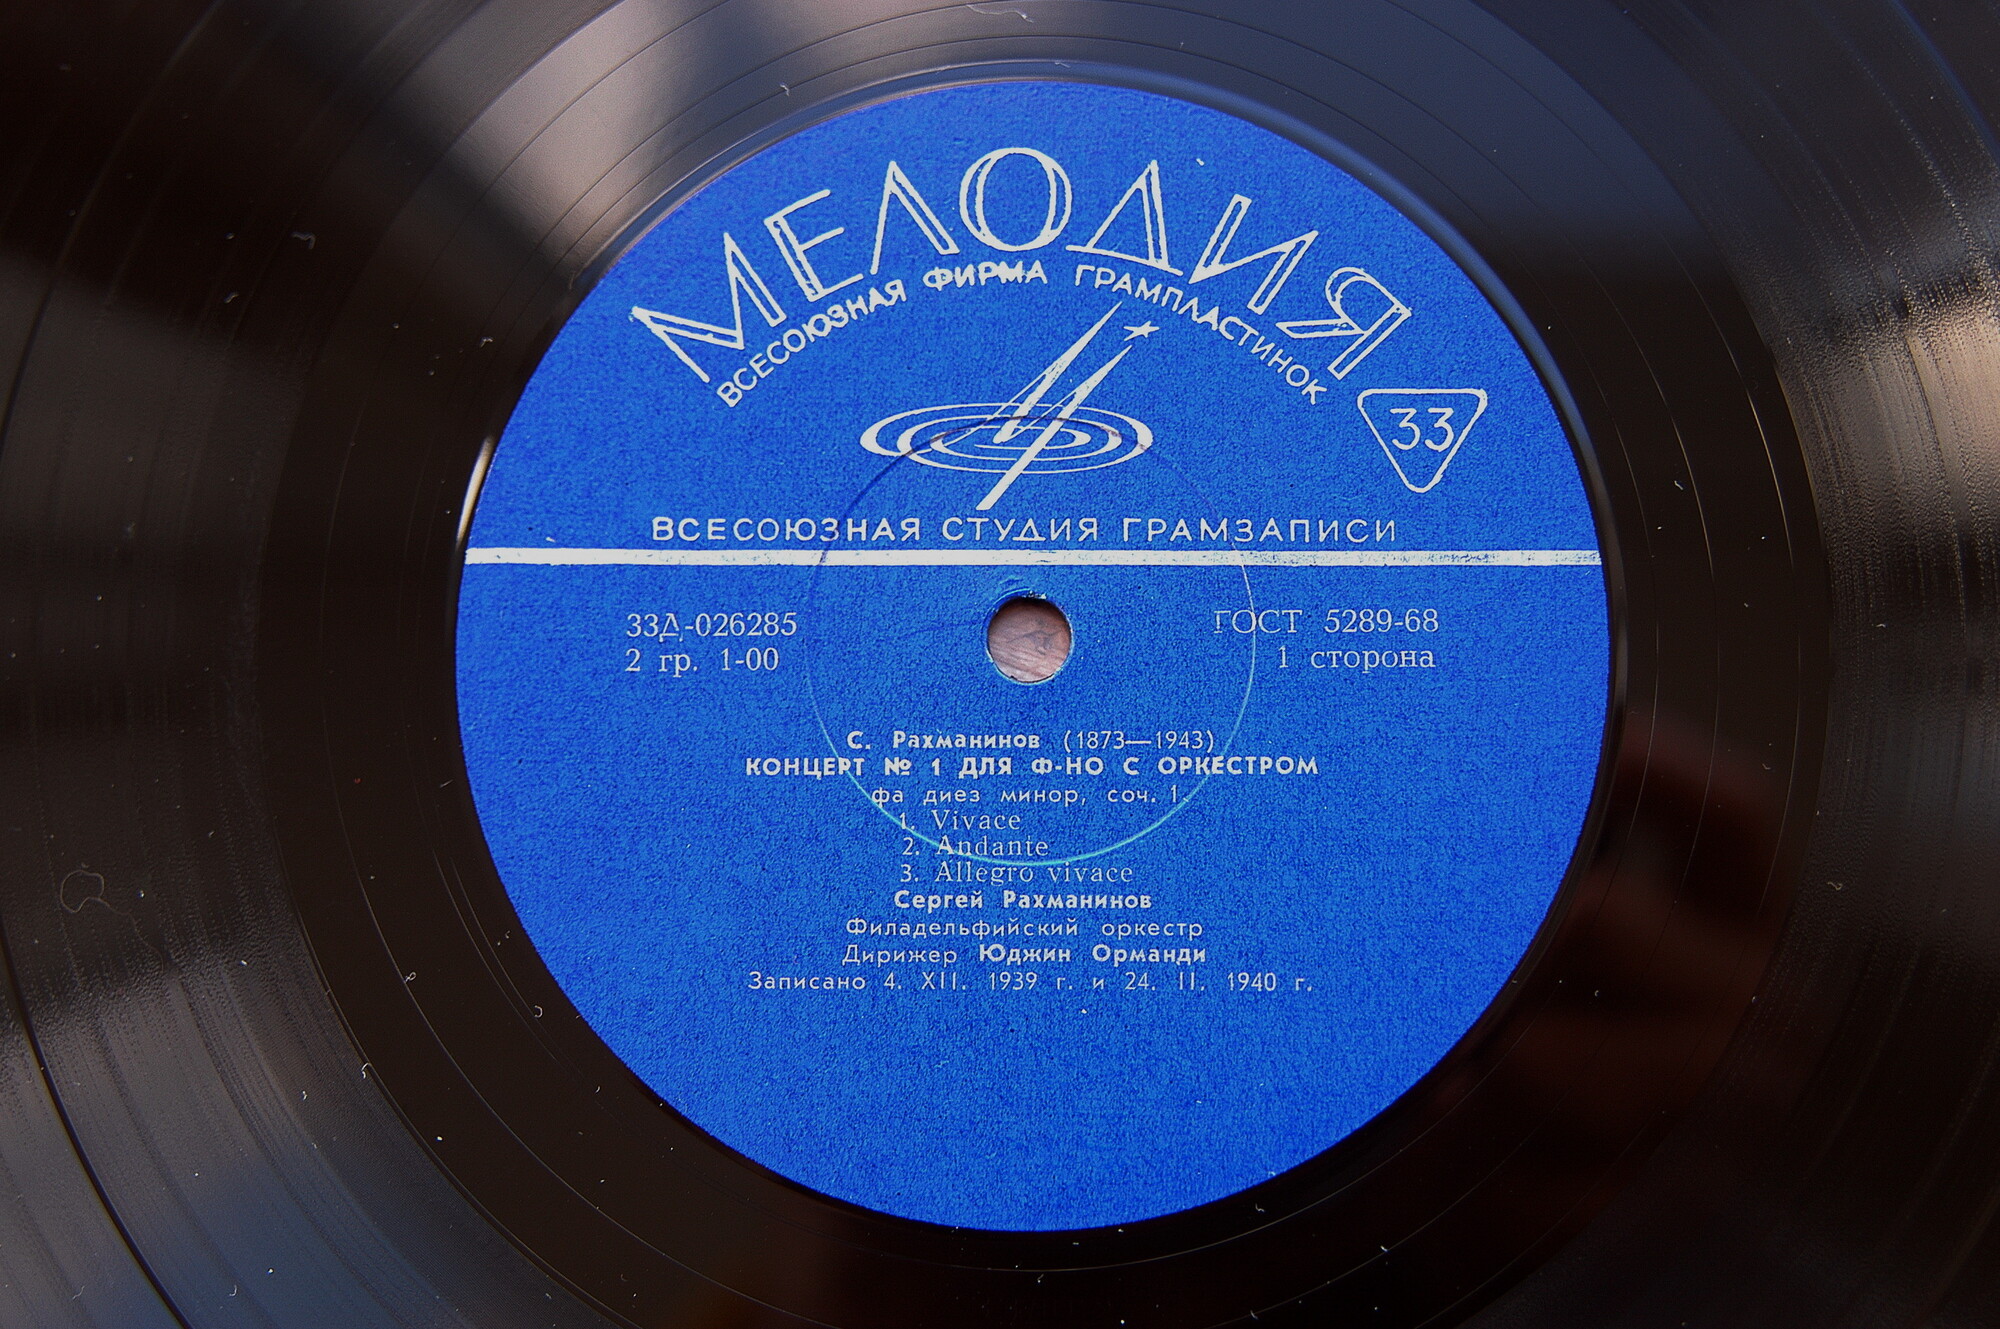 МЕЛОДИЯ
ВСЕСОЮЗНАЯ ФИРМА ГРАМПЛАСТИНОК
33
ВСЕСОЮЗНАЯ СТУДИЯ ГРАМЗАПИСИ
33Д-026285
2 гр. 1-00
ГОСТ 5289-68
1 сторона
С. Рахманинов (1873—1943)
КОНЦЕРТ № 1 ДЛЯ Ф-НО С ОРКЕСТРОМ
фа диез минор, соч. 1
1. Vivace
2. Andante
3. Allegro vivace
Сергей Рахманинов
Филадельфийский оркестр
Дирижер Юджин Орманди
Записано 4. XII. 1939 г. и 24. II. 1940 г.